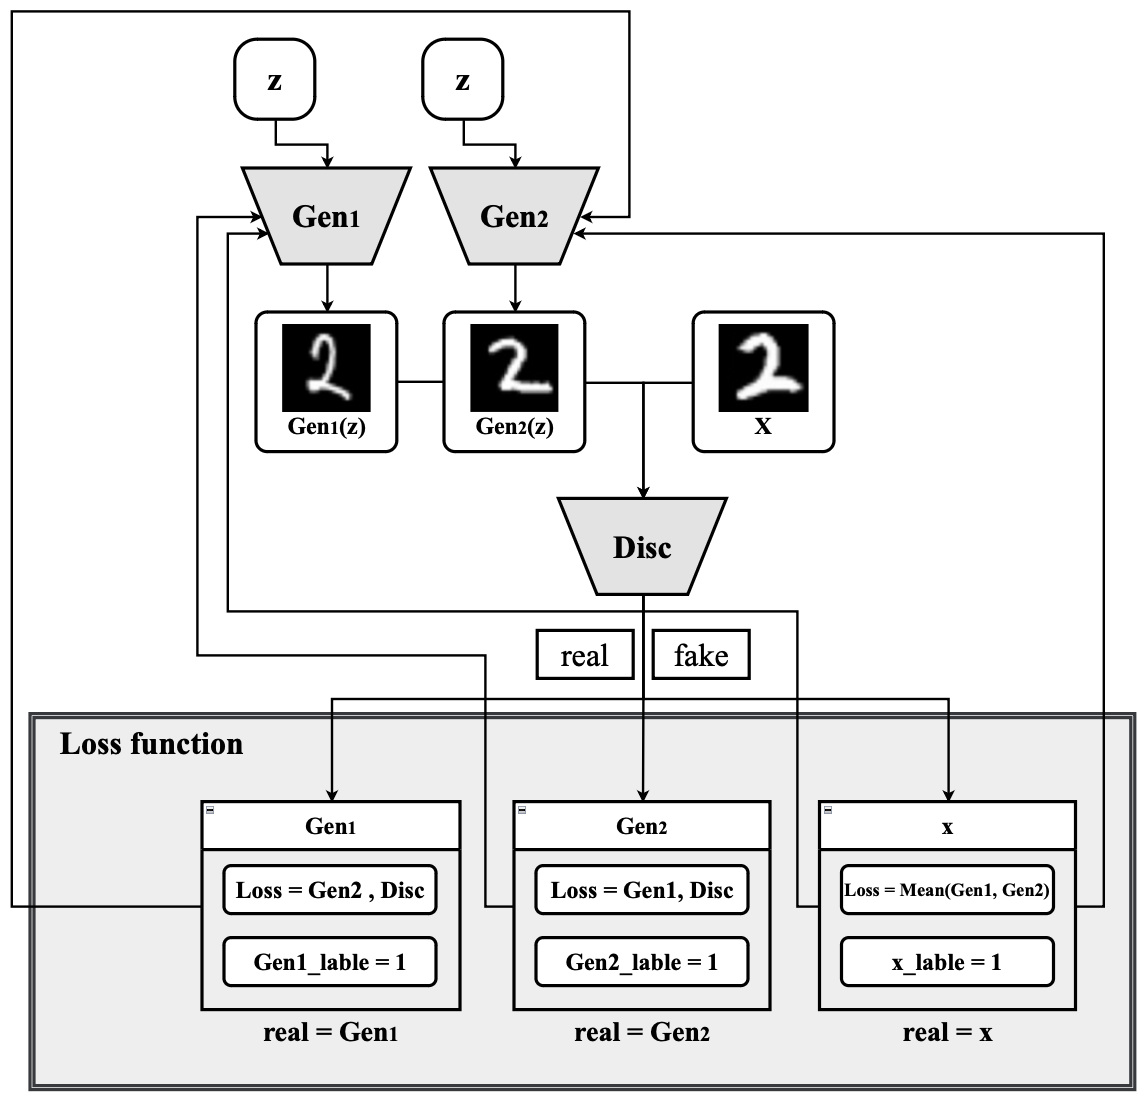 z
z
Gen1
Gen2
Gen1(z)
Gen2(z)
X
Disc
real
fake
Loss function
Gen1
Gen2
x
Loss = Gen2 , Disc
Loss = Gen1, Disc
Loss = Mean(Gen1, Gen2)
Gen1_lable = 1
Gen2_lable = 1
x_lable = 1
real = Gen1
real = Gen2
real = x